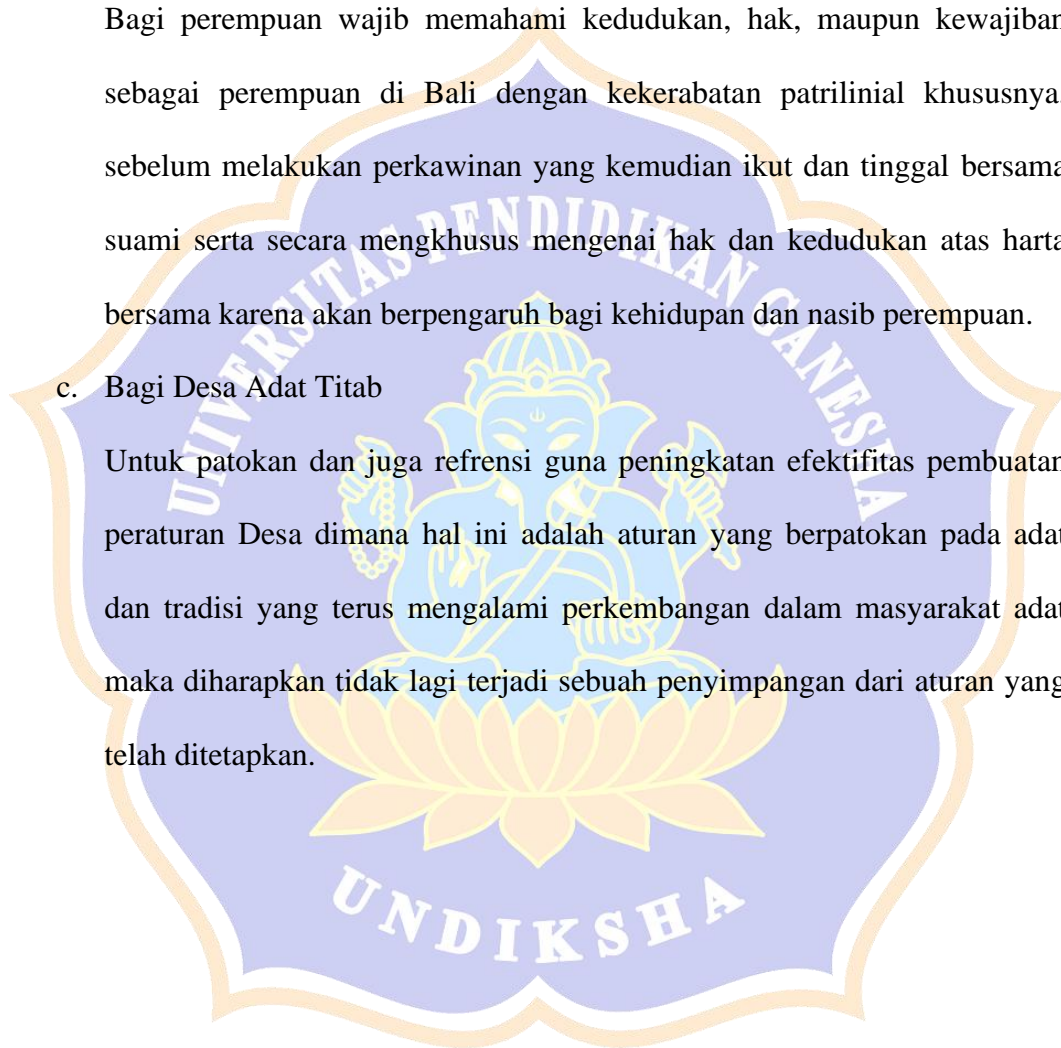 Bagi perempuan wajib memahami kedudukan, hak, maupun kewajiban
sebagai perempuan di Bali dengan kekerabatan patrilinial khususnya,
sebelum melakukan perkawinan yang kemudian ikut dan tinggal bersama
suami serta secara mengkhusus mengenai hak dan kedudukan atas harta
bersama karena akan berpengaruh bagi kehidupan dan nasib perempuan.
c. Bagi Desa Adat Titab
Untuk patokan dan juga refrensi guna peningkatan efektifitas pembuatan
peraturan Desa dimana hal ini adalah aturan yang berpatokan pada adat
dan tradisi yang terus mengalami perkembangan dalam masyarakat adat
maka diharapkan tidak lagi terjadi sebuah penyimpangan dari aturan yang
telah ditetapkan.
UNIVERSITAS PENDIDIKAN GANESHA
UNDIKSHA